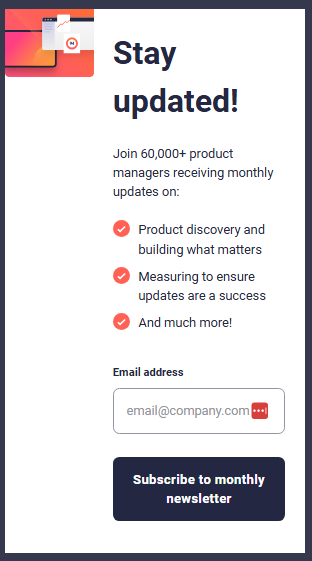 Stay
updated!
Join 60,000+ product
managers receiving monthly
updates on:
Product discovery and
building what matters
Measuring to ensure
updates are a success
And much more!
Email address
email@company.com
Subscribe to monthly
newsletter